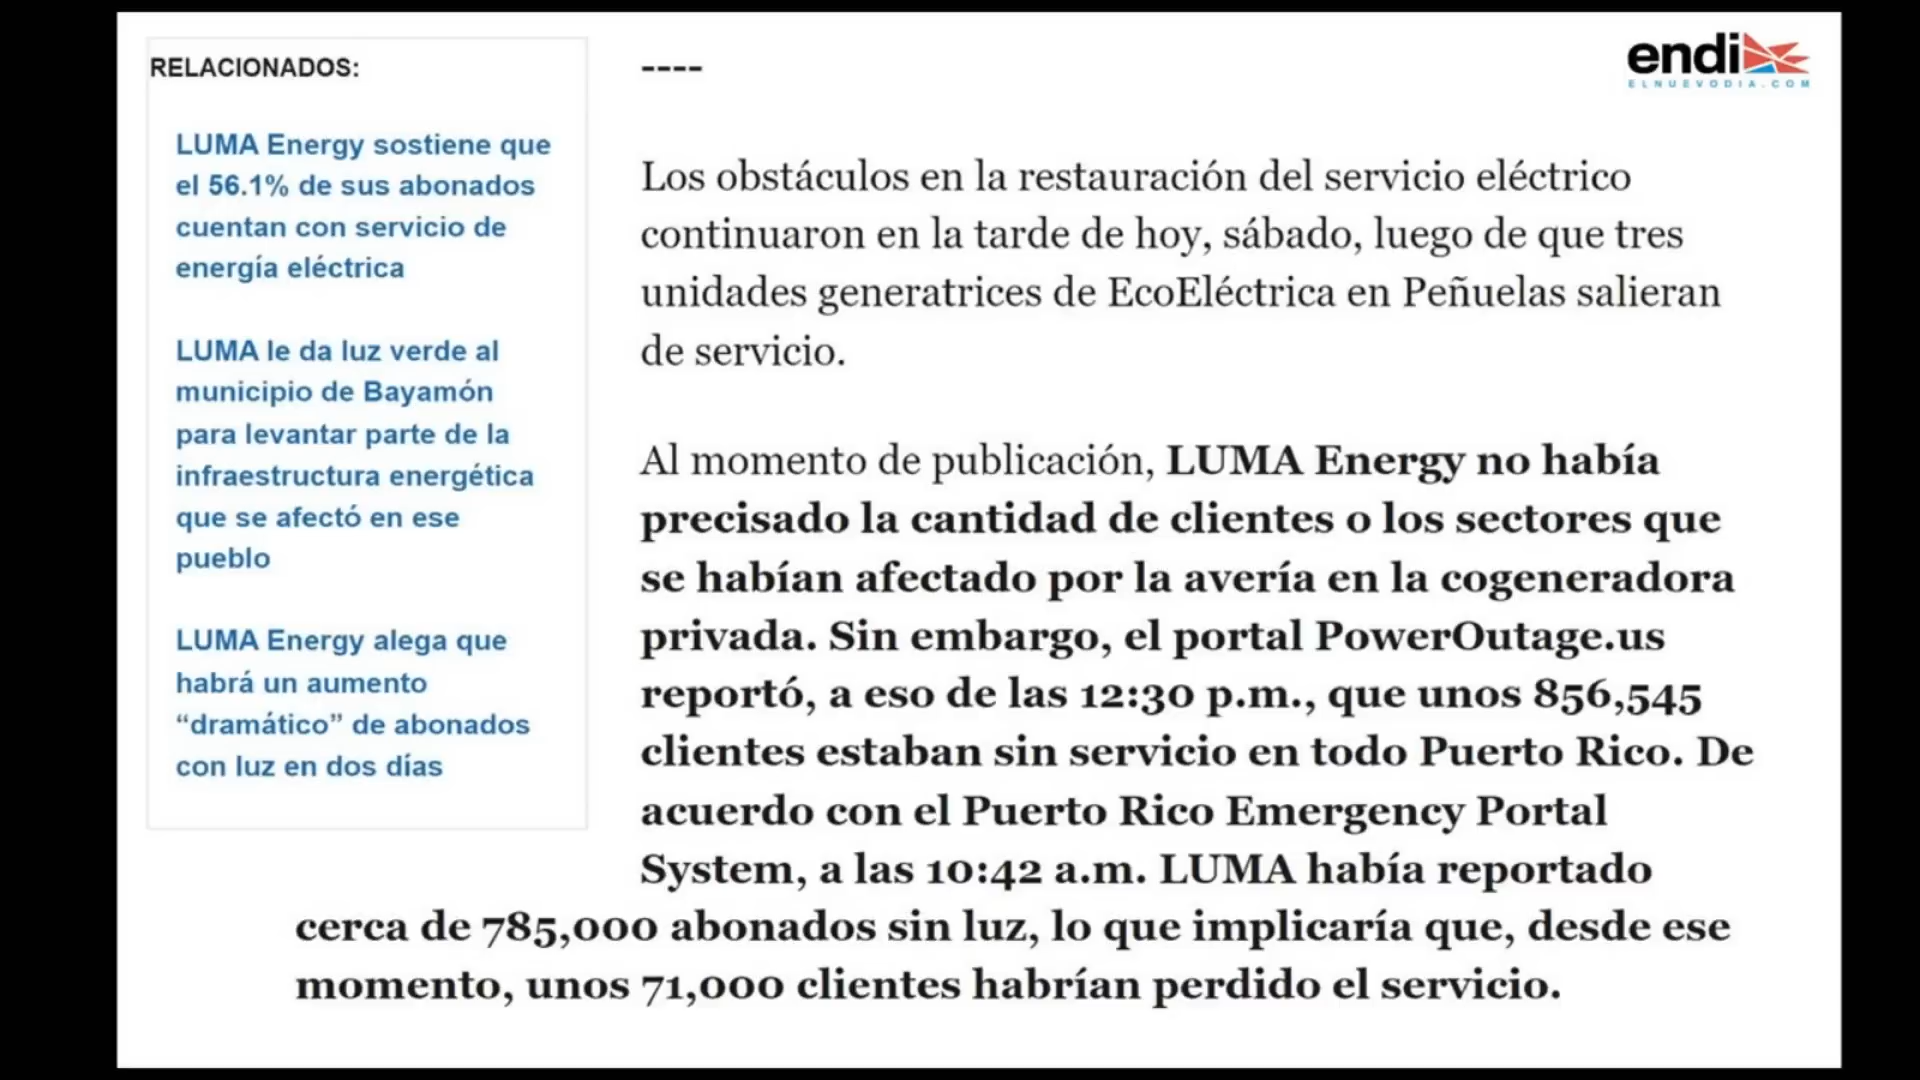 RELACIONADOS:
LUMA Energy sostiene que
el 56.1% de sus abonados
cuentan con servicio de
energía eléctrica
LUMA le da luz verde al
municipio de Bayamón
para levantar parte de la
infraestructura energética
que se afectó en ese
pueblo
LUMA Energy alega que
habrá un aumento
“dramático” de abonados
con luz en dos días
----
endi
ELNUEVODIA.COM
Los obstáculos en la restauración del servicio eléctrico
continuaron en la tarde de hoy, sábado, luego de que tres
unidades generatrices de EcoEléctrica en Peñuelas salieran
de servicio.
Al momento de publicación, LUMA Energy no había
precisado la cantidad de clientes o los sectores que
se habían afectado por la avería en la cogeneradora
privada. Sin embargo, el portal PowerOutage.us
reportó, a eso de las 12:30 p.m., que unos 856,545
clientes estaban sin servicio en todo Puerto Rico. De
acuerdo con el Puerto Rico Emergency Portal
System, a las 10:42 a.m. LUMA había reportado
cerca de 785,000 abonados sin luz, lo que implicaría que, desde ese
momento, unos 71,000 clientes habrían perdido el servicio.